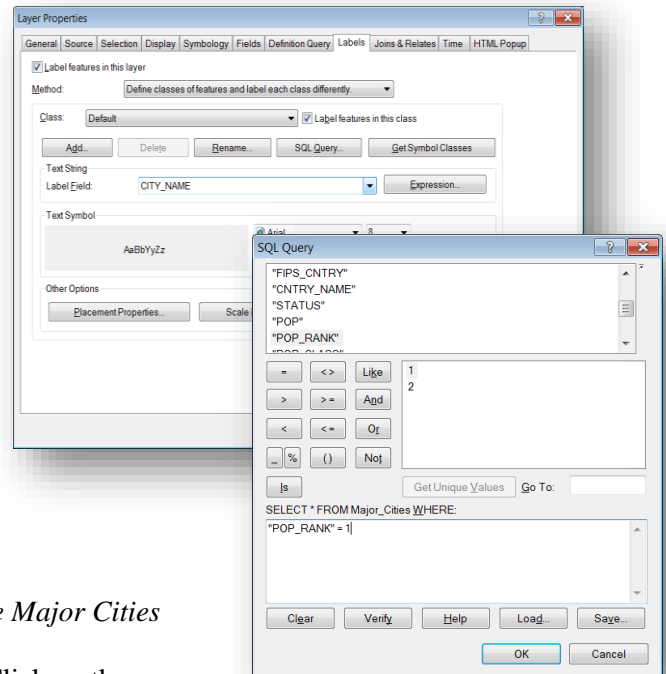 Layer Properties
General Source Selection Display Symbology Fields Definition Query Labels Joins & Relates Time HTML Popup
Label features in this layer
Method: Define classes of features and label each class differently.
Class: Default Label features in this class
Add... Delete Rename... SQL Query... Get Symbol Classes
Text String
Label Field: CITY_NAME Expression...
Text Symbol
AaBbYyZz
Arial 8
Other Options
Placement Properties... Scale
SQL Query
"FIPS_CNTRY"
"CNTRY_NAME"
"STATUS"
"POP"
"POP_RANK"
= <> Like
> >= And
< <= Or
_ % () Not
Is
1
2
Get Unique Values Go To:
SELECT * FROM Major_Cities WHERE:
"POP_RANK" = 1
Clear Verify Help Load... Save...
OK Cancel
e Major Cities